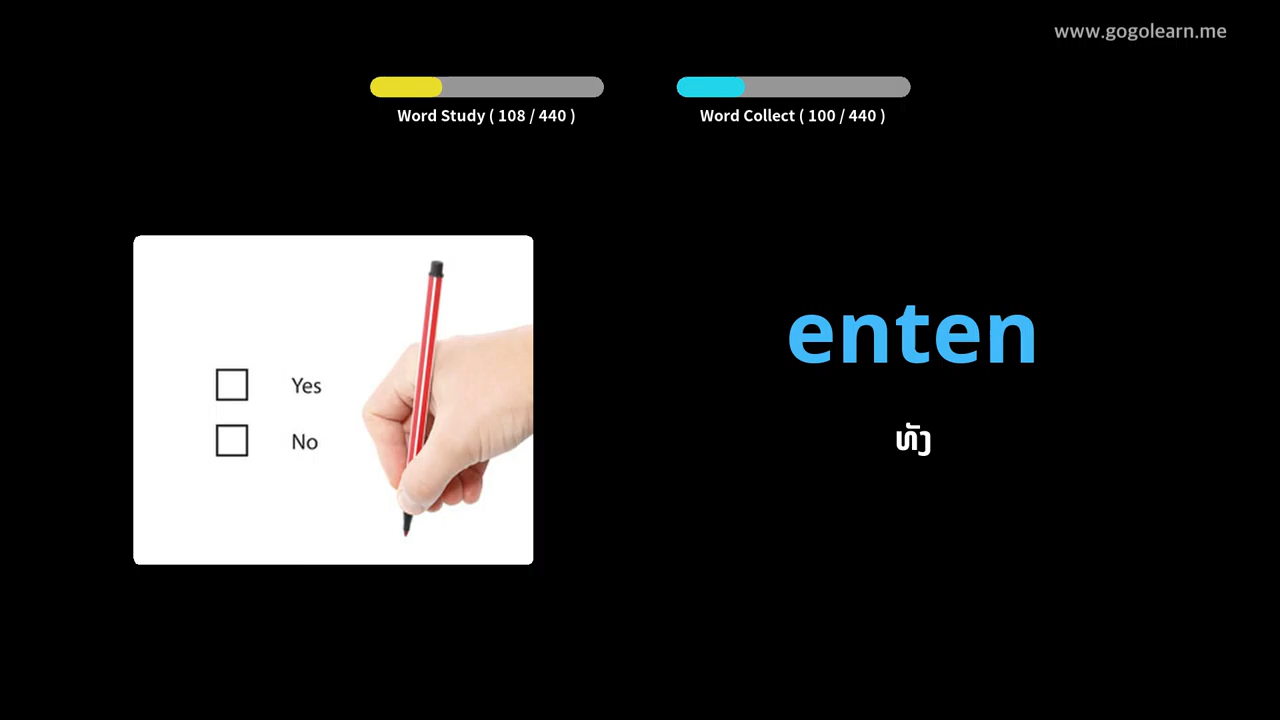 www.gogolearn.me
Word Study ( 108 / 440 )
Word Collect ( 100 / 440 )
Yes
No
enten
ທັງ